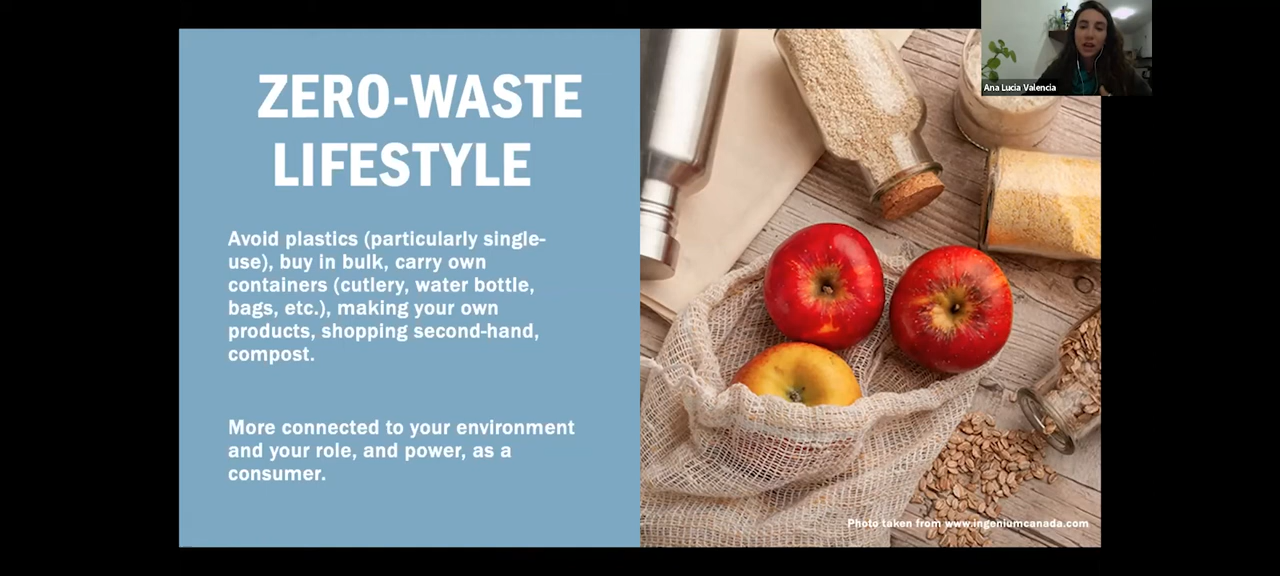 ZERO-WASTE
LIFESTYLE
Avoid plastics (particularly single-
use), buy in bulk, carry own
containers (cutlery, water bottle,
bags, etc.), making your own
products, shopping second-hand,
compost.
More connected to your environment
and your role, and power, as a
consumer.
Ana Lucia Valencia
Photo taken from www.ingeniumcanada.com